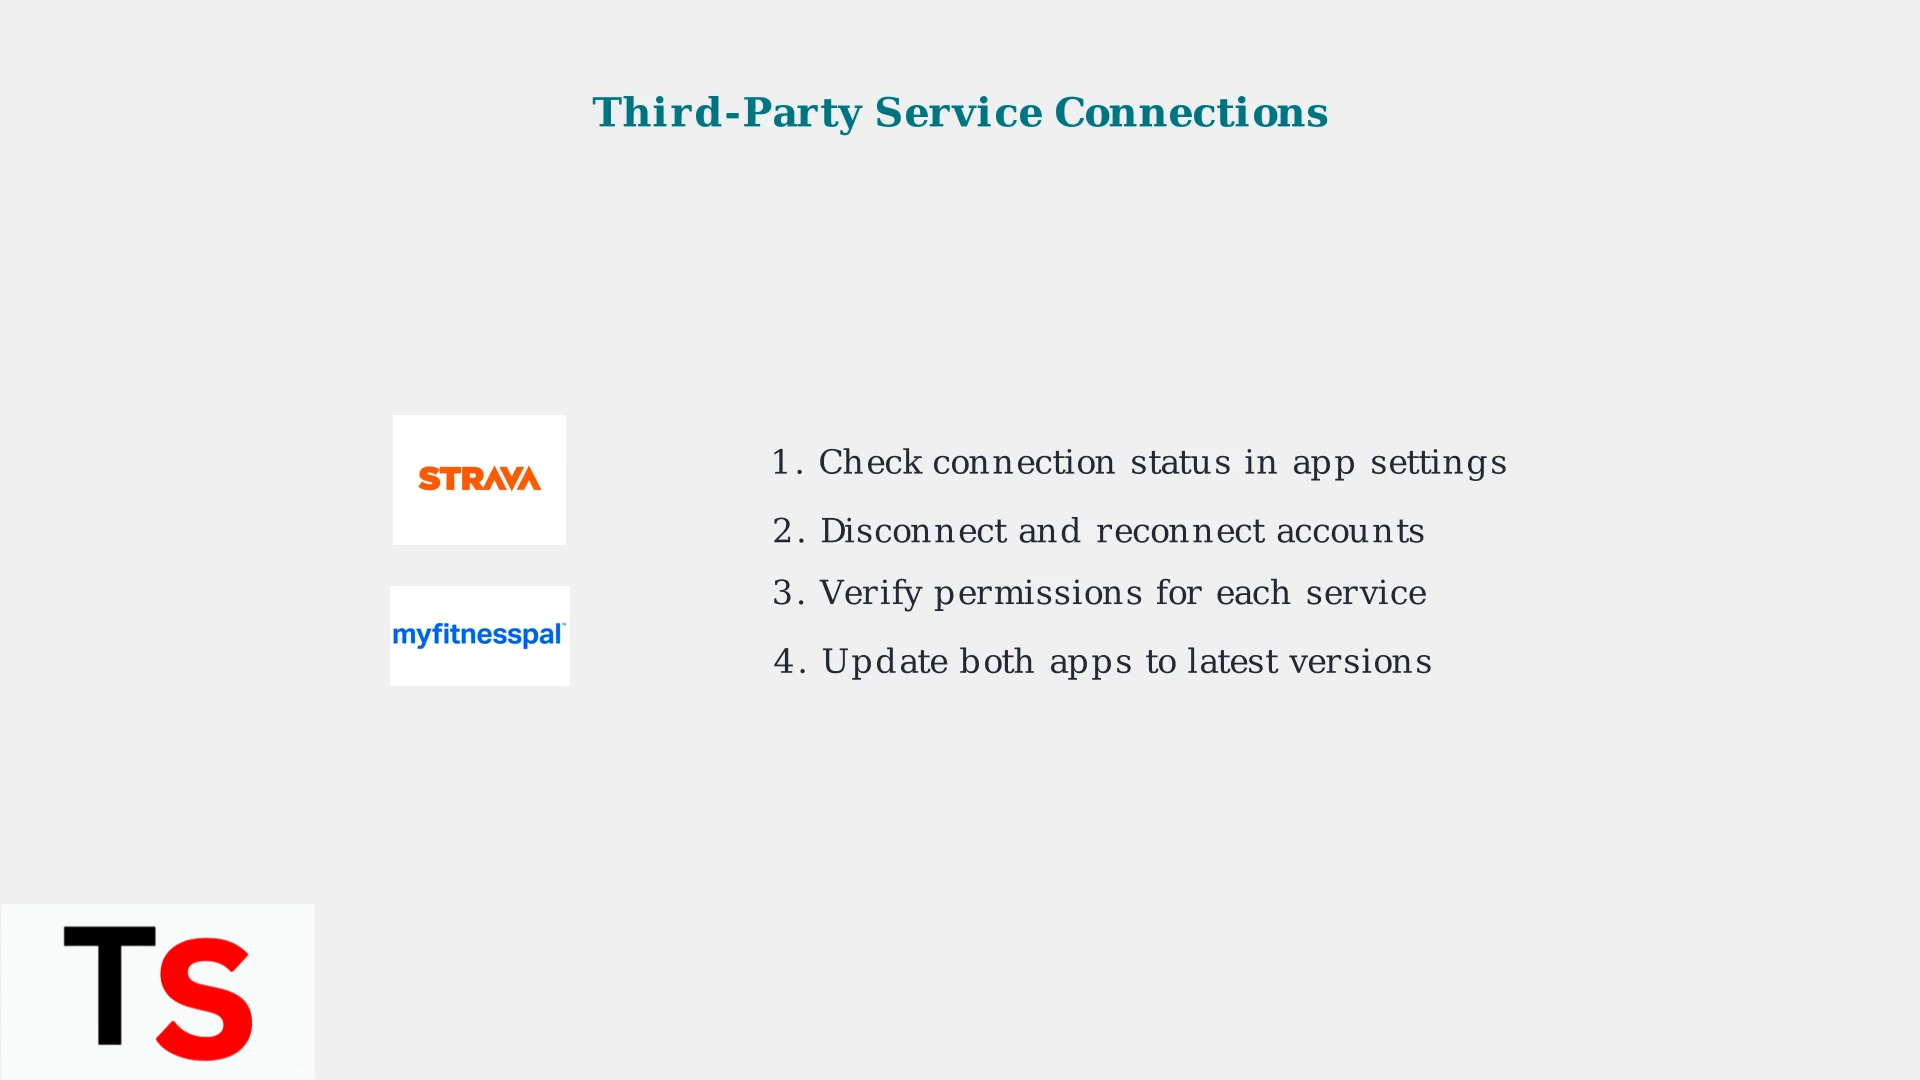 Third-Party Service Connections
STRAVA
myfitnesspal™
1. Check connection status in app settings
2. Disconnect and reconnect accounts
3. Verify permissions for each service
4. Update both apps to latest versions
TS